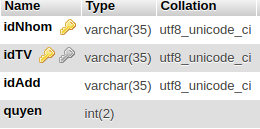 Name Type Collation
idNhom varchar(35) utf8_unicode_ci
idTV varchar(35) utf8_unicode_ci
idAdd varchar(35) utf8_unicode_ci
quyen int(2)